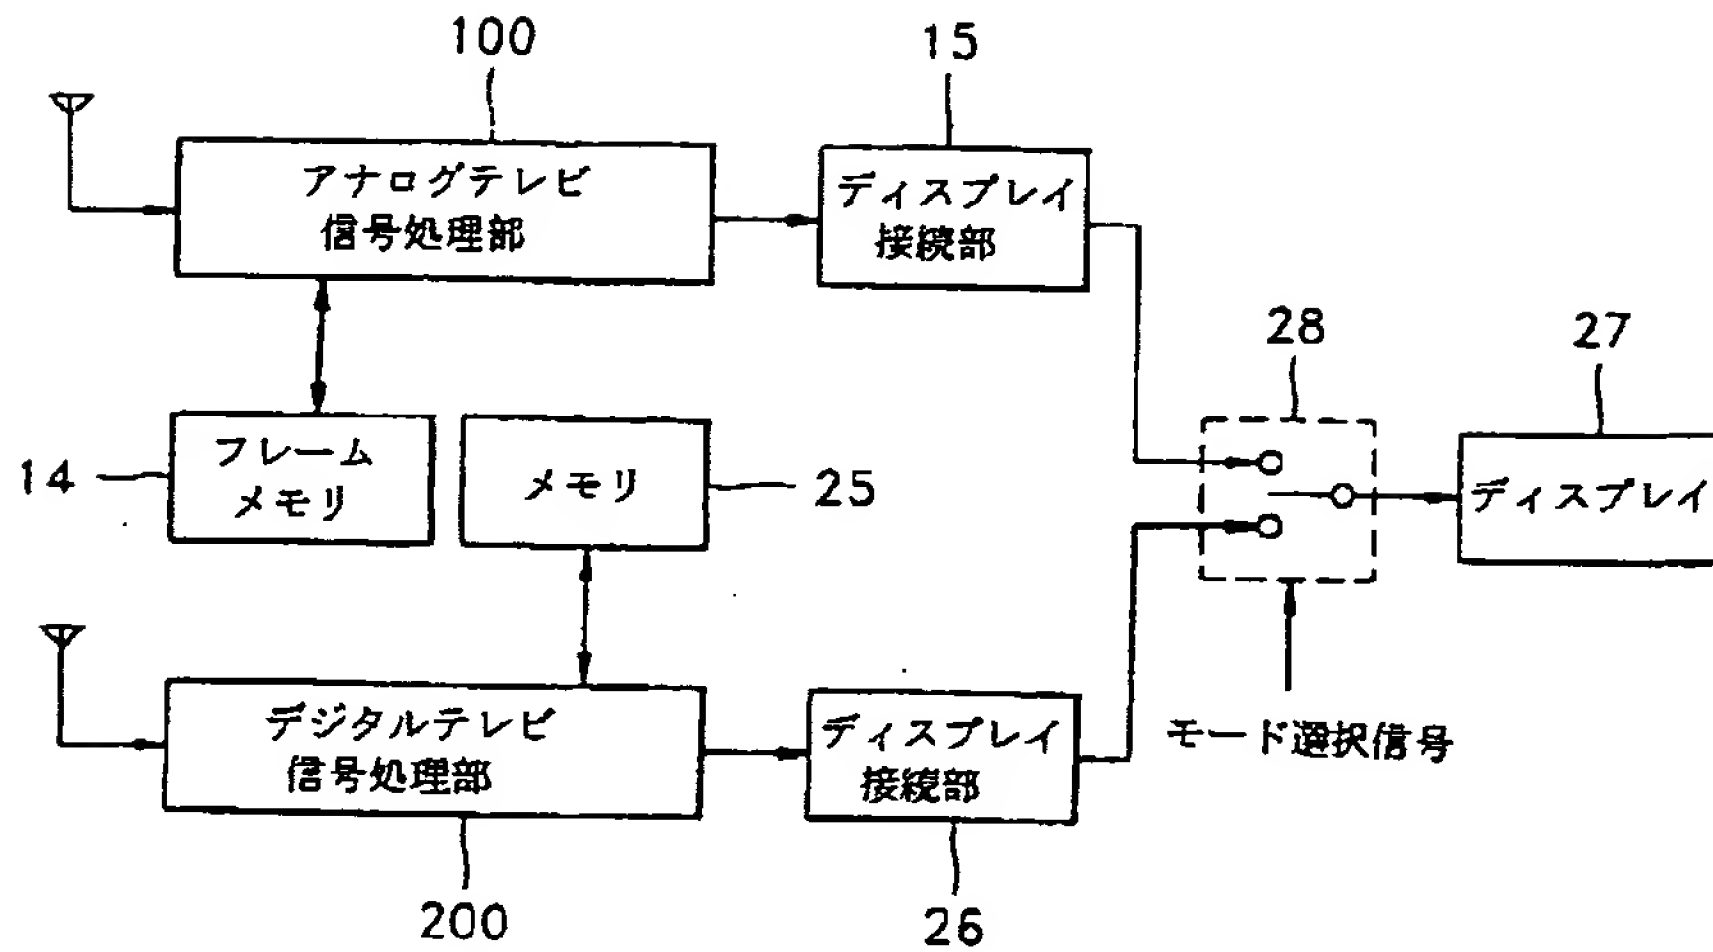 100
15
アナログテレビ
信号処理部
ディスプレイ
接続部
28
27
14
フレーム
メモリ
メモリ
25
ディスプレイ
デジタルテレビ
信号処理部
ディスプレイ
接続部
モード選択信号
200
26